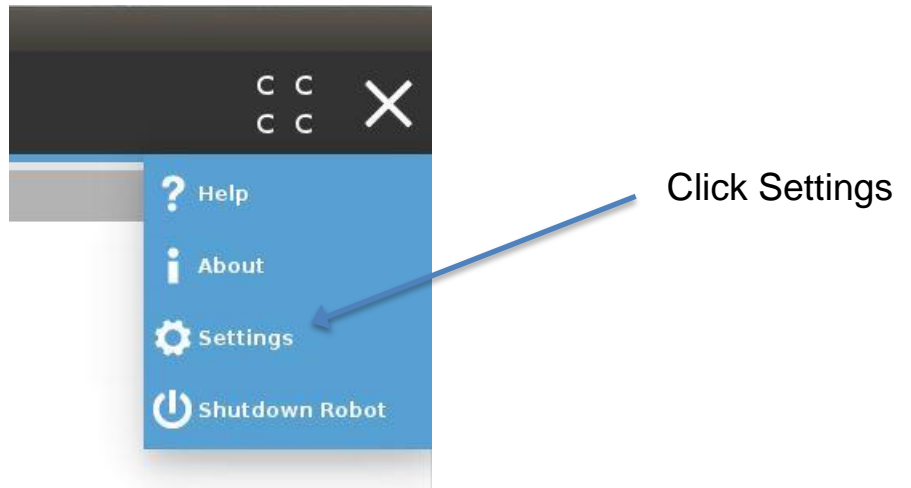 C C
C C
Help
About
Settings
Shutdown Robot
Click Settings